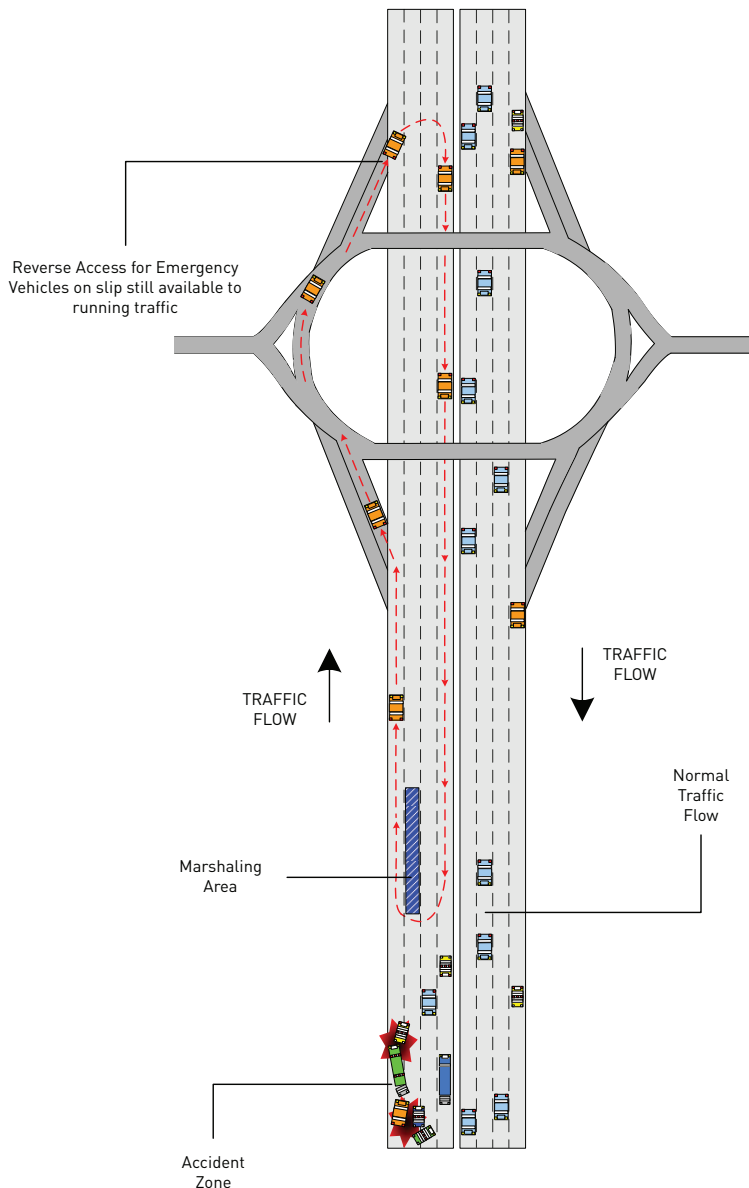 Reverse Access for Emergency
Vehicles on slip still available to
running traffic
TRAFFIC
FLOW
TRAFFIC
FLOW
Normal
Traffic
Flow
Marshaling
Area
Accident
Zone